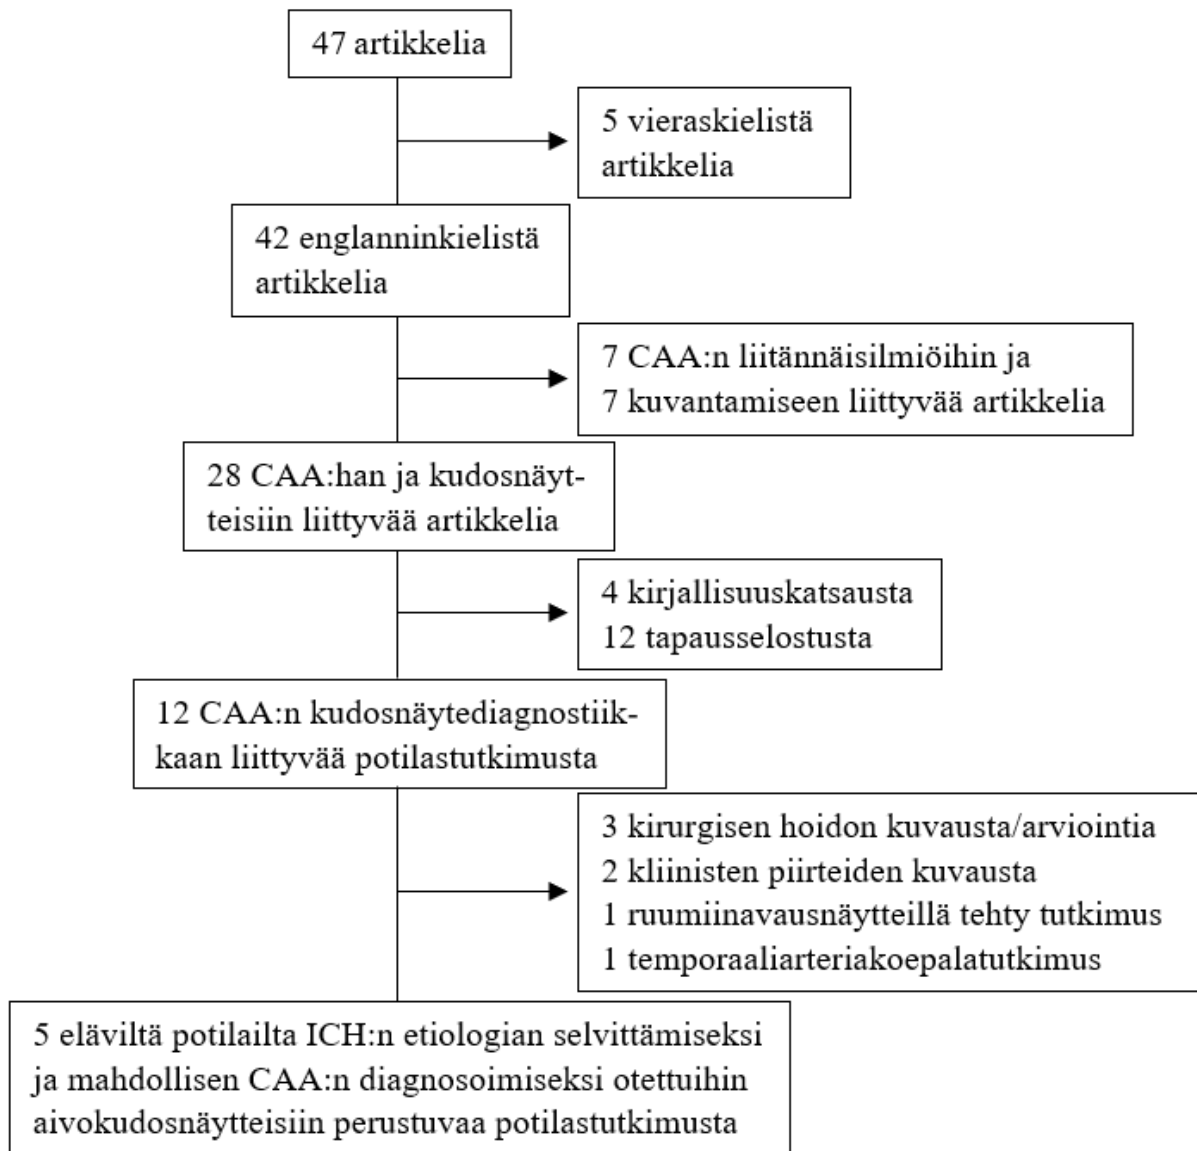 47 artikkelia
5 vieraskielistä
artikkelia
42 englanninkielistä
artikkelia
7 CAA:n liitännäisilmiöihin ja
7 kuvantamiseen liittyvää artikkelia
28 CAA:han ja kudosnäyt-
teisiin liittyvää artikkelia
4 kirjallisuuskatsausta
12 tapausselostusta
12 CAA:n kudosnäytediagnostiik-
kaan liittyvää potilastutkimusta
3 kirurgisen hoidon kuvausta/arviointia
2 kliinisten piirteiden kuvausta
1 ruumiinavausnäytteillä tehty tutkimus
1 temporaaliarteriakoepalatutkimus
5 eläviltä potilailta ICH:n etiologian selvittämiseksi
ja mahdollisen CAA:n diagnosoimiseksi otettuihin
aivokudosnäytteisiin perustuvaa potilastutkimusta